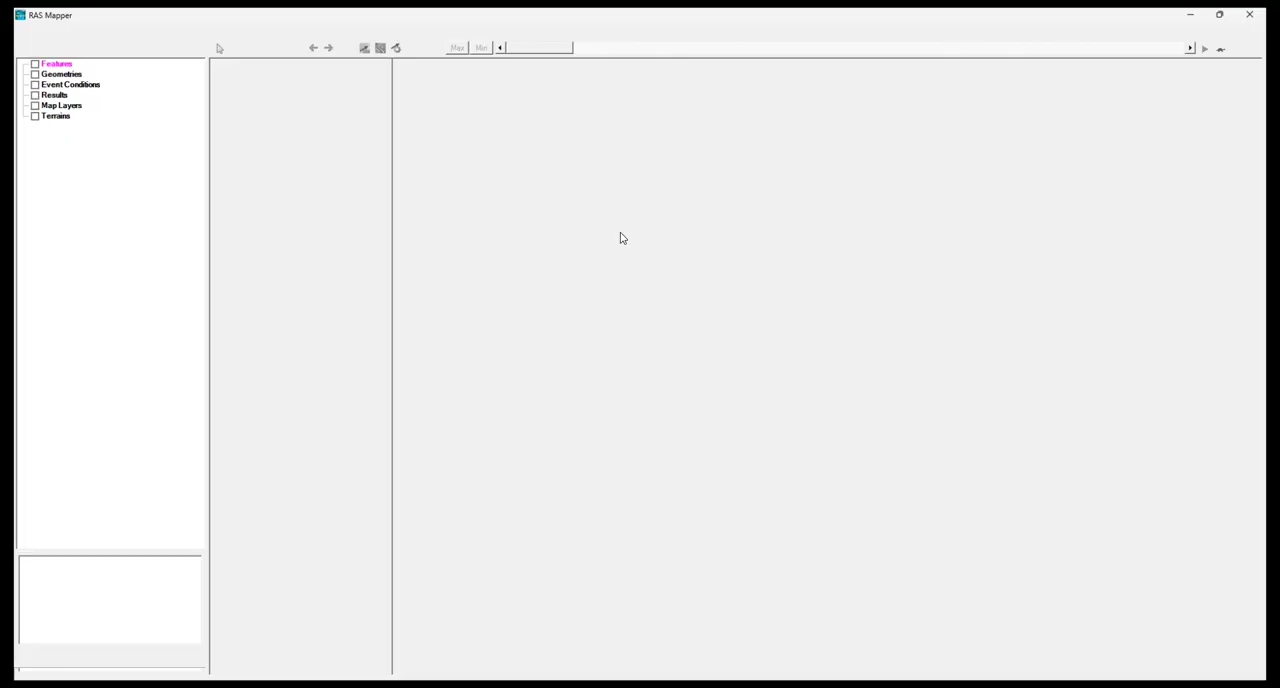 RAS Mapper
Max Min
Features
Geometries
Event Conditions
Results
Map Layers
Terrains